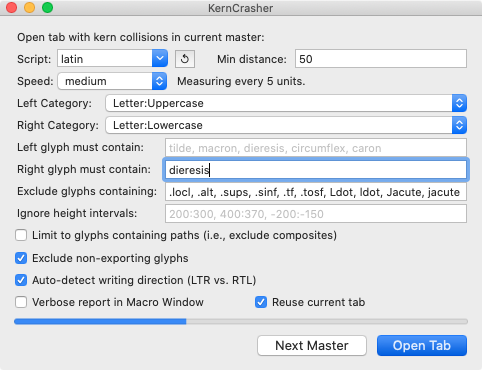 KernCrasher
Open tab with kern collisions in current master:
Script: latin Min distance: 50
Speed: medium Measuring every 5 units.
Left Category: Letter:Uppercase
Right Category: Letter:Lowercase
Left glyph must contain: tilde, macron, dieresis, circumflex, caron
Right glyph must contain: dieresis
Exclude glyphs containing: .locl, .alt, .sups, .sinf, .tf, .tosf, Ldot, ldot, Jacute, jacute
Ignore height intervals: 200:300, 400:370, -200:-150
Limit to glyphs containing paths (i.e., exclude composites)
Exclude non-exporting glyphs
Auto-detect writing direction (LTR vs. RTL)
Verbose report in Macro Window Reuse current tab
Next Master Open Tab